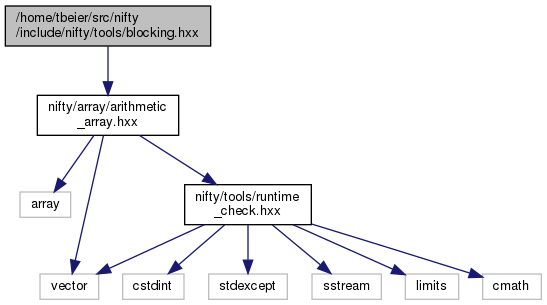 /home/tbeier/src/nifty
/include/nifty/tools/blocking.hxx
nifty/array/arithmetic
_array.hxx
array
nifty/tools/runtime
_check.hxx
vector
cstdint
stdexcept
sstream
limits
cmath